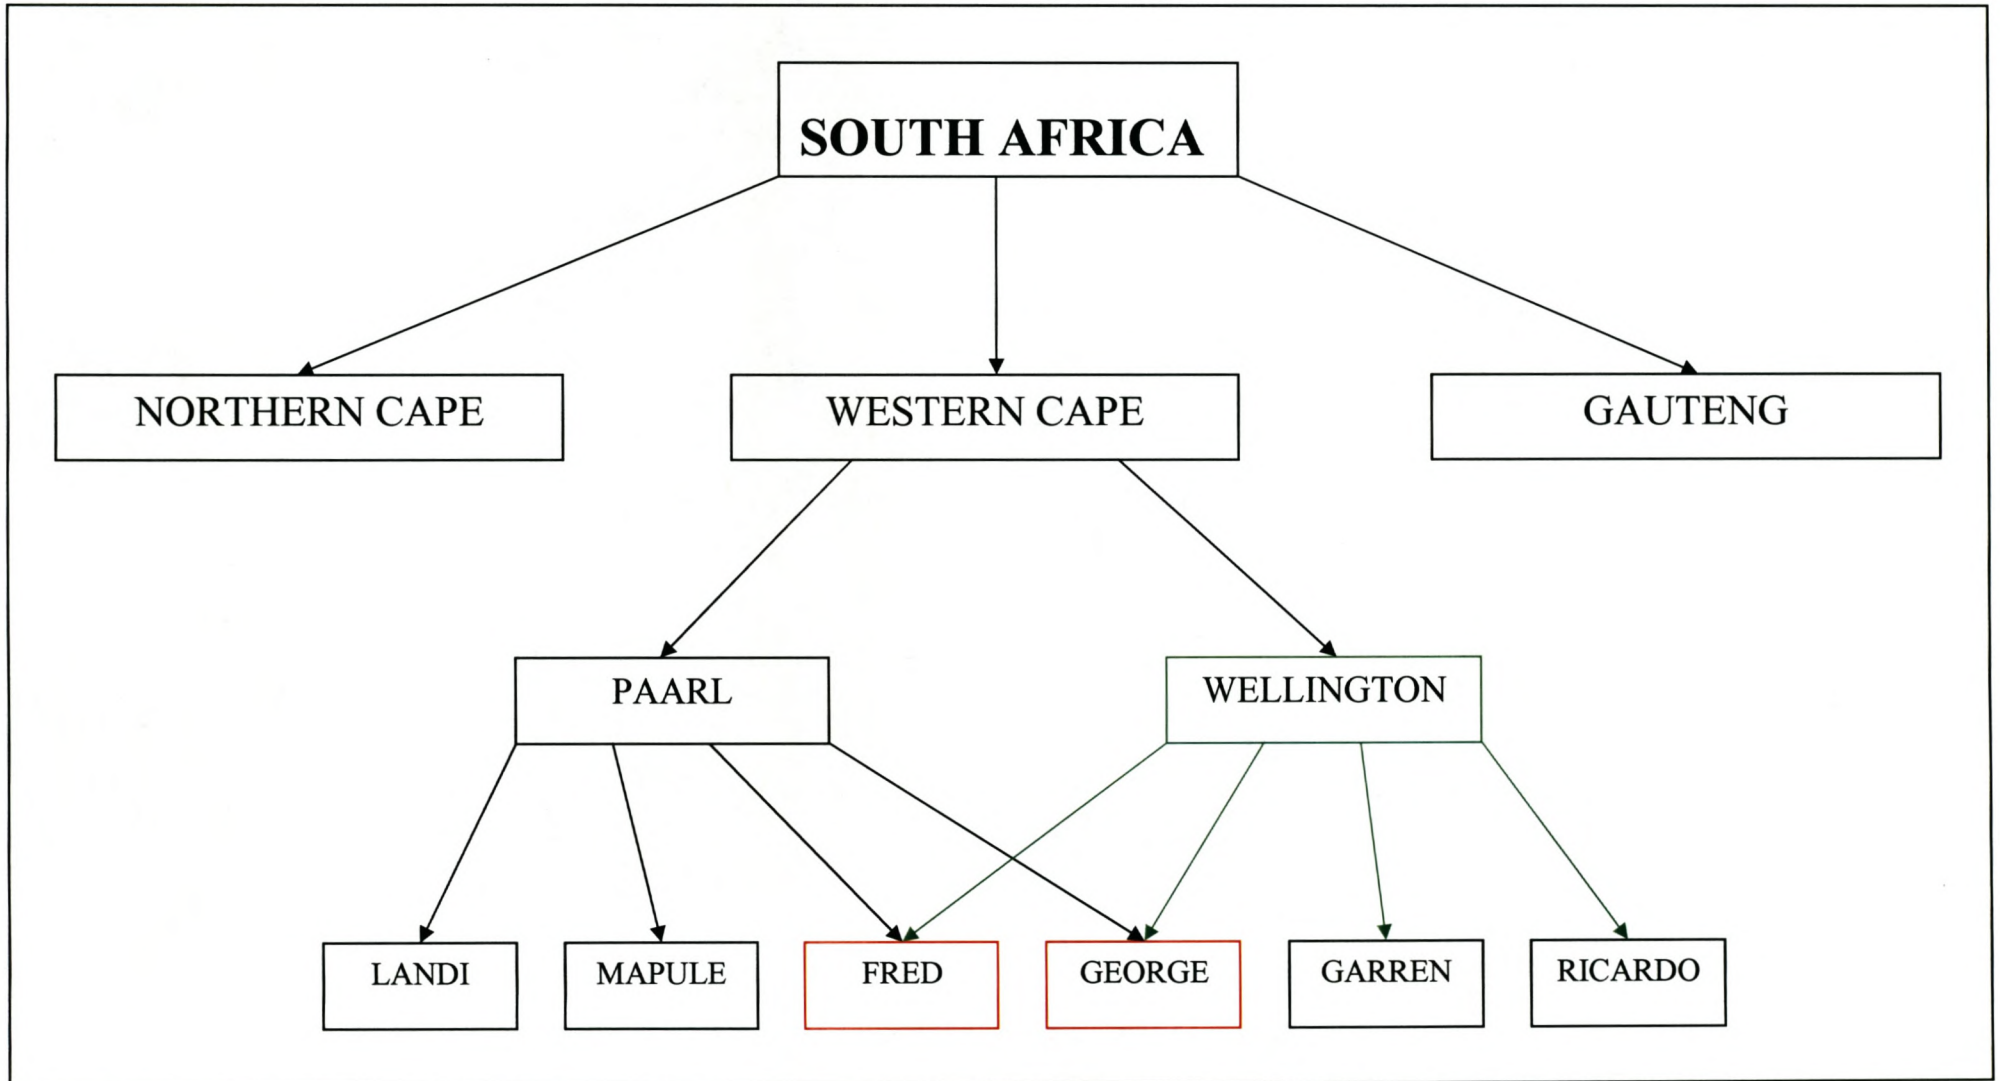 SOUTH AFRICA
NORTHERN CAPE
WESTERN CAPE
GAUTENG
PAARL
WELLINGTON
LANDI
MAPULE
FRED
GEORGE
GARREN
RICARDO